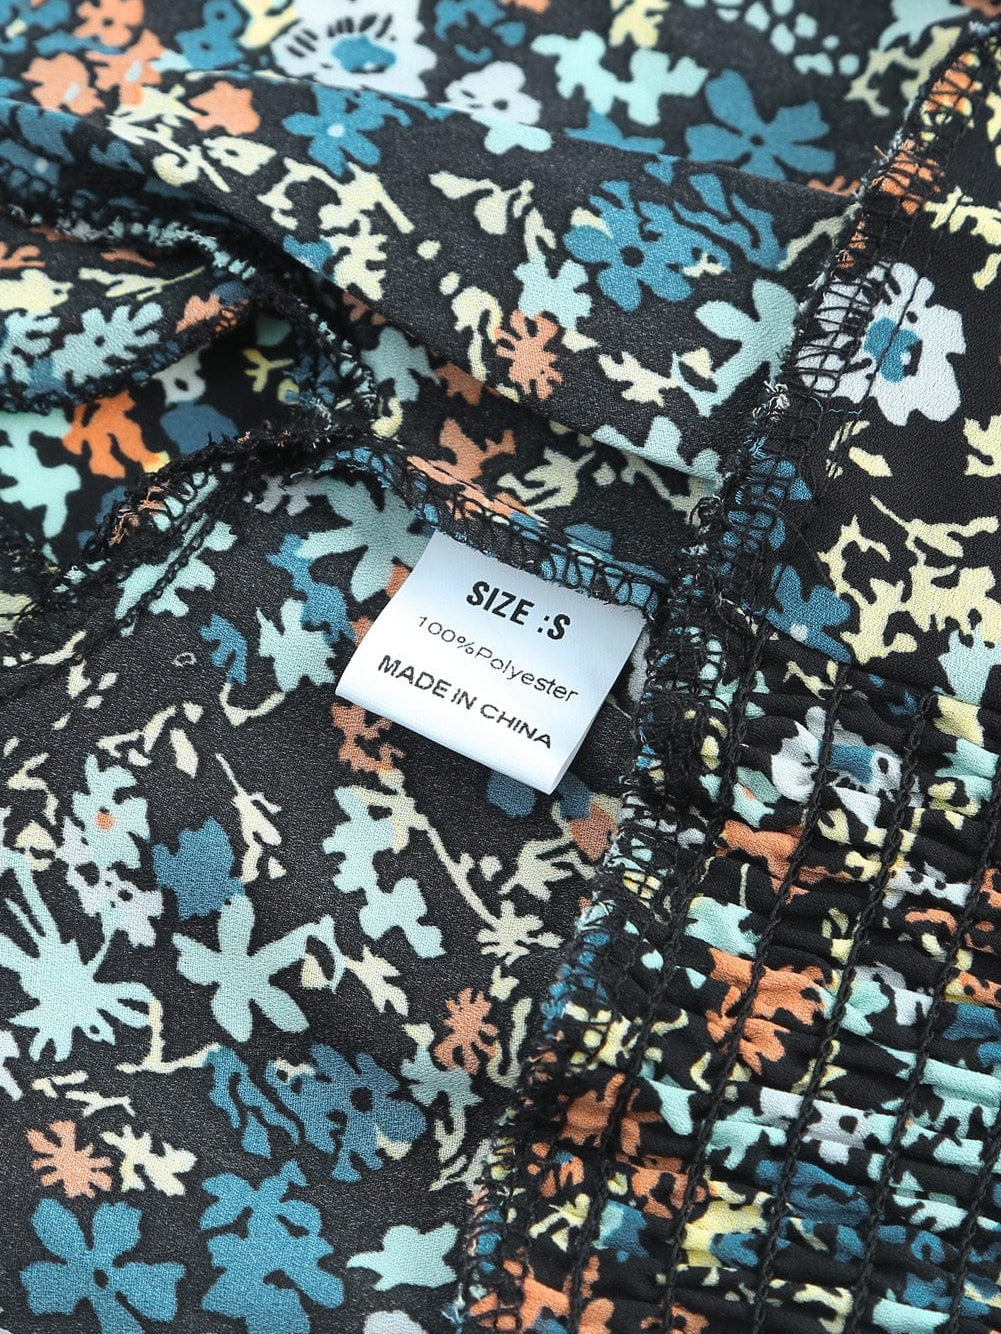 SIZE :S
100%Polyester
MADE IN CHINA